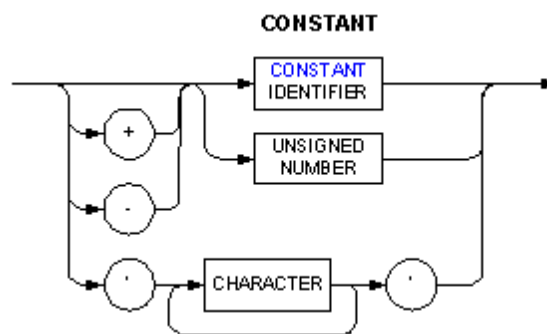 CONSTANT
CONSTANT
IDENTIFIER
+
UNSIGNED
NUMBER
-
'
CHARACTER
'